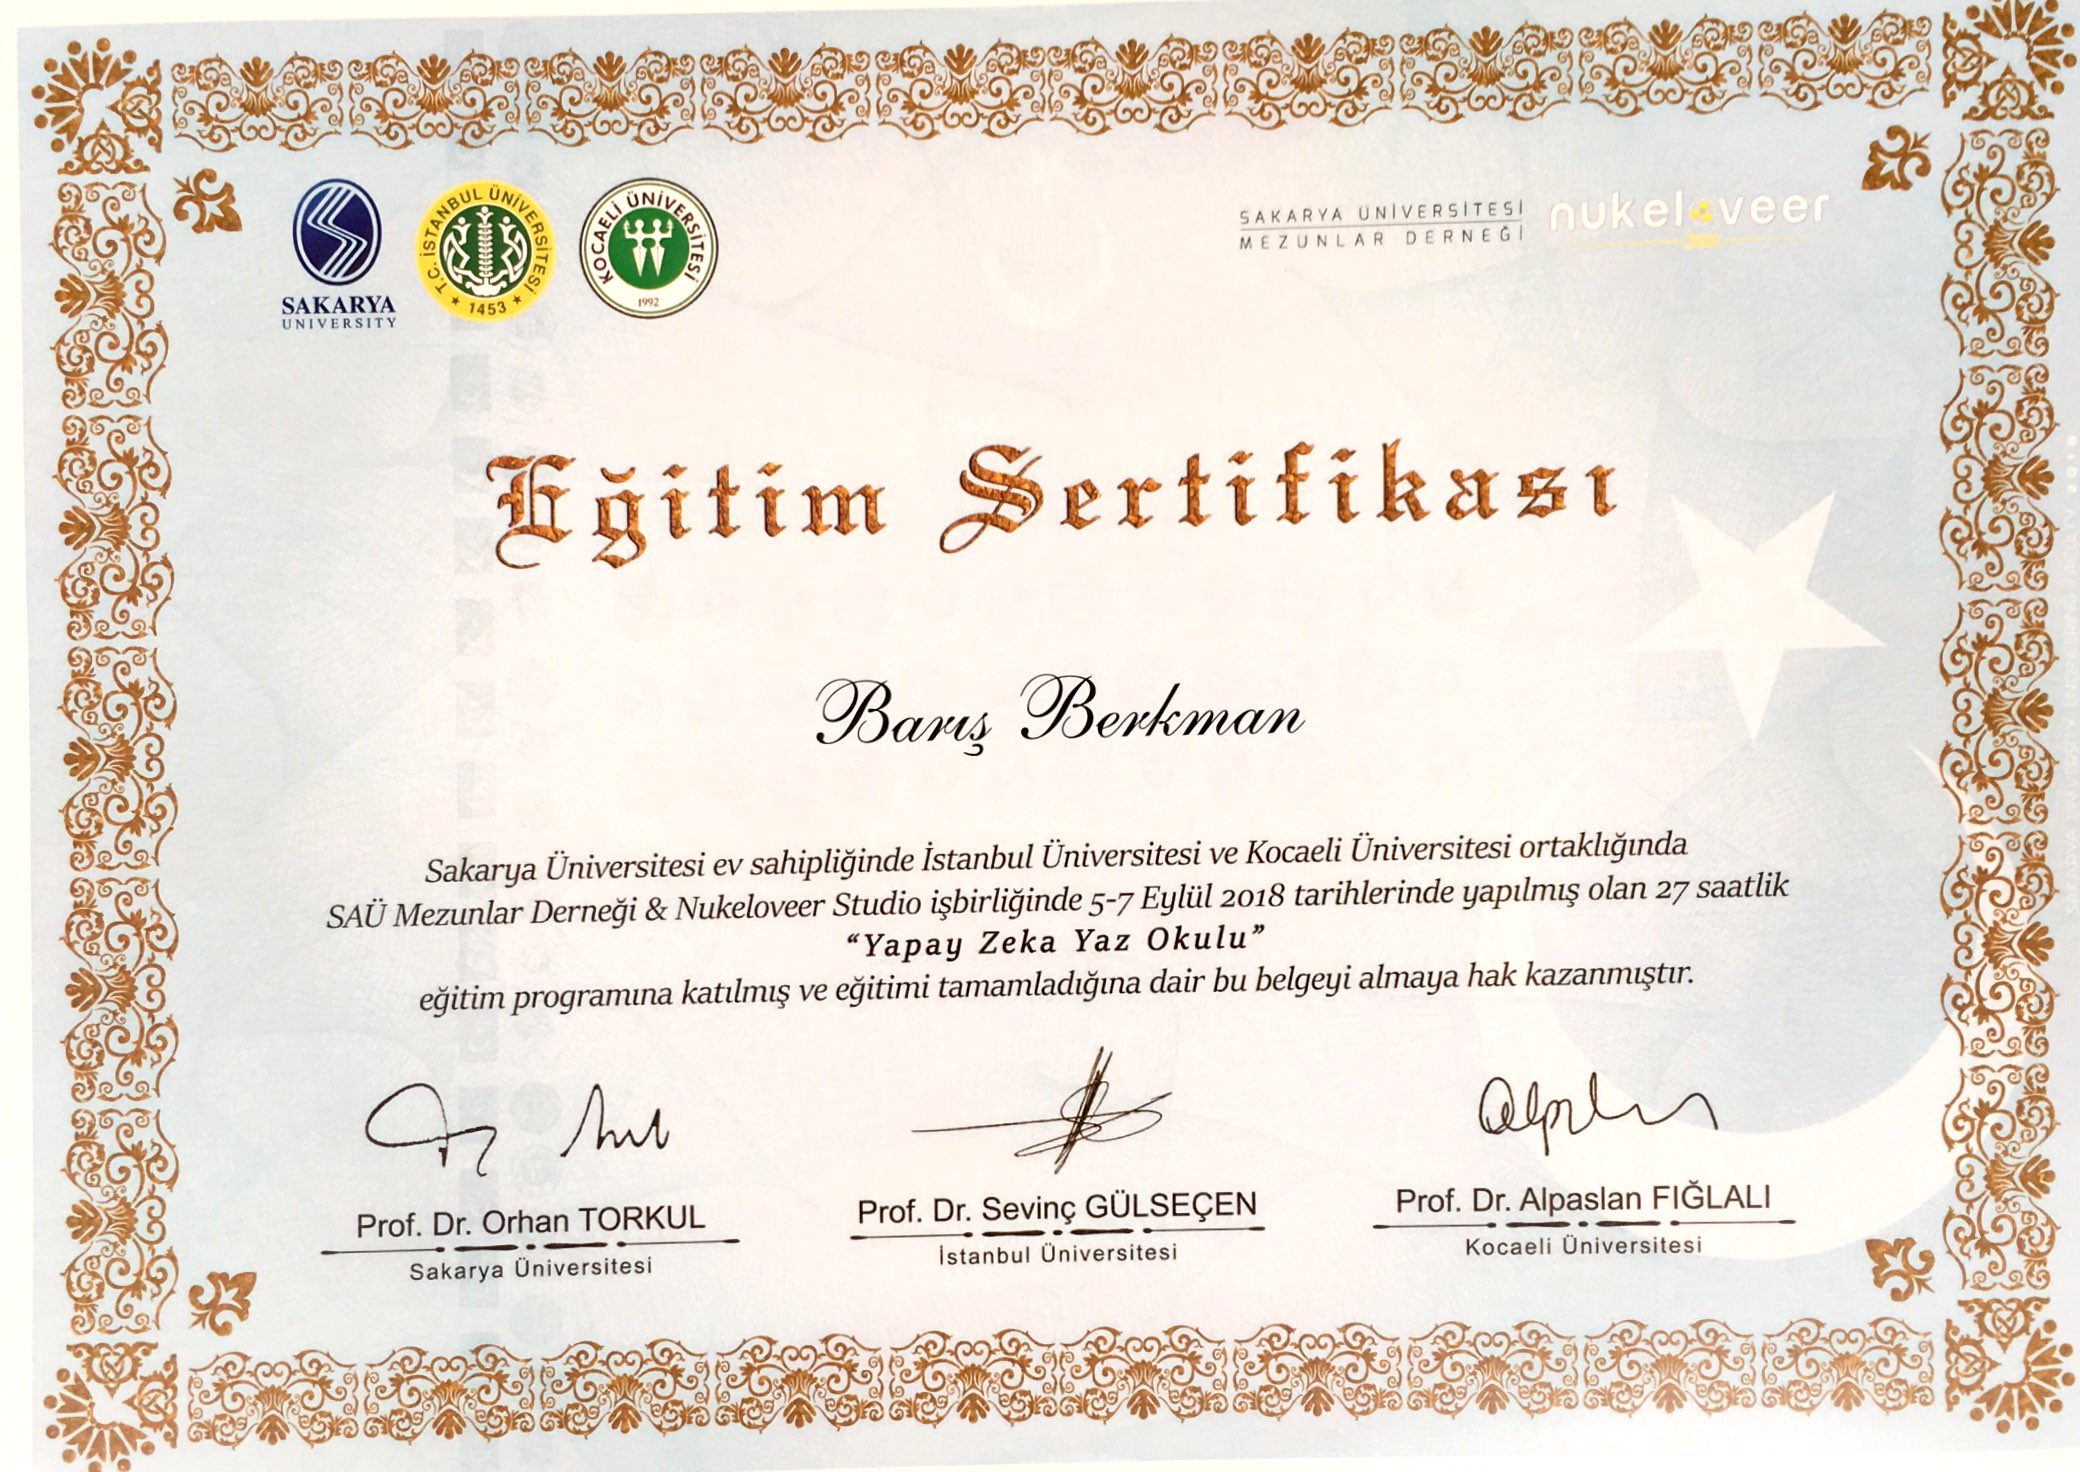 SAKARYA
UNIVERSITY
T.C. İSTANBUL ÜNİVERSİTESİ
1453
KOCAELİ ÜNİVERSİTESİ
1992
SAKARYA ÜNİVERSİTESİ
MEZUNLAR DERNEĞİ
nukeloveer
Eğitim Sertifikası
Barış Berkman
Sakarya Üniversitesi ev sahipliğinde İstanbul Üniversitesi ve Kocaeli Üniversitesi ortaklığında
SAÜ Mezunlar Derneği & Nukeloveer Studio işbirliğinde 5-7 Eylül 2018 tarihlerinde yapılmış olan 27 saatlik
“Yapay Zeka Yaz Okulu”
eğitim programına katılmış ve eğitimi tamamladığına dair bu belgeyi almaya hak kazanmıştır.
Prof. Dr. Orhan TORKUL
Sakarya Üniversitesi
Prof. Dr. Sevinç GÜLSEÇEN
İstanbul Üniversitesi
Prof. Dr. Alpaslan FIĞLALI
Kocaeli Üniversitesi